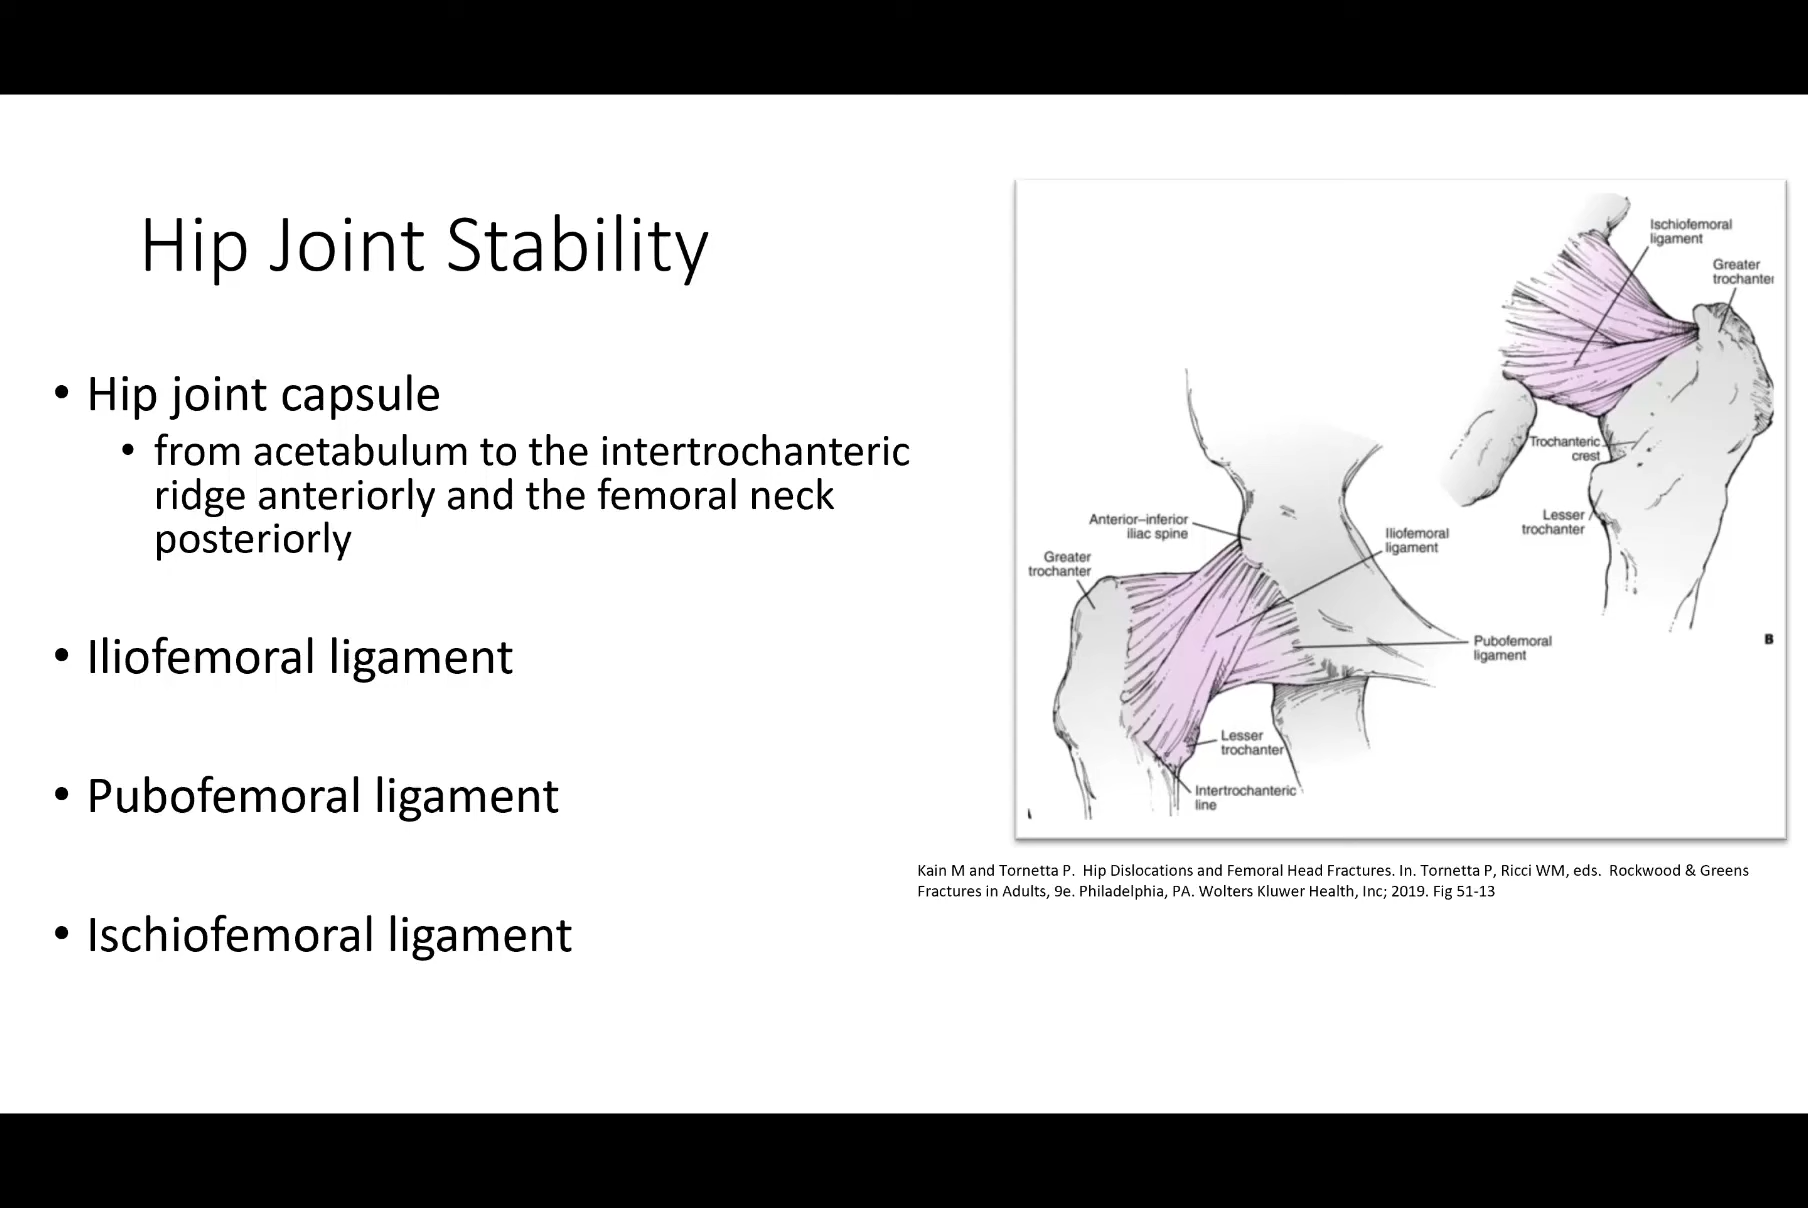 Hip Joint Stability
• Hip joint capsule
• from acetabulum to the intertrochanteric
ridge anteriorly and the femoral neck
posteriorly
• Iliofemoral ligament
• Pubofemoral ligament
• Ischiofemoral ligament
Ischiofemoral
ligament
Greater
trochanter
Trochanteric
crest
Lesser
trochanter
B
Anterior–inferior
iliac spine
Iliofemoral
ligament
Greater
trochanter
Pubofemoral
ligament
Lesser
trochanter
Intertrochanteric
line
Kain M and Tornetta P. Hip Dislocations and Femoral Head Fractures. In. Tornetta P, Ricci WM, eds. Rockwood & Greens
Fractures in Adults, 9e. Philadelphia, PA. Wolters Kluwer Health, Inc; 2019. Fig 51-13